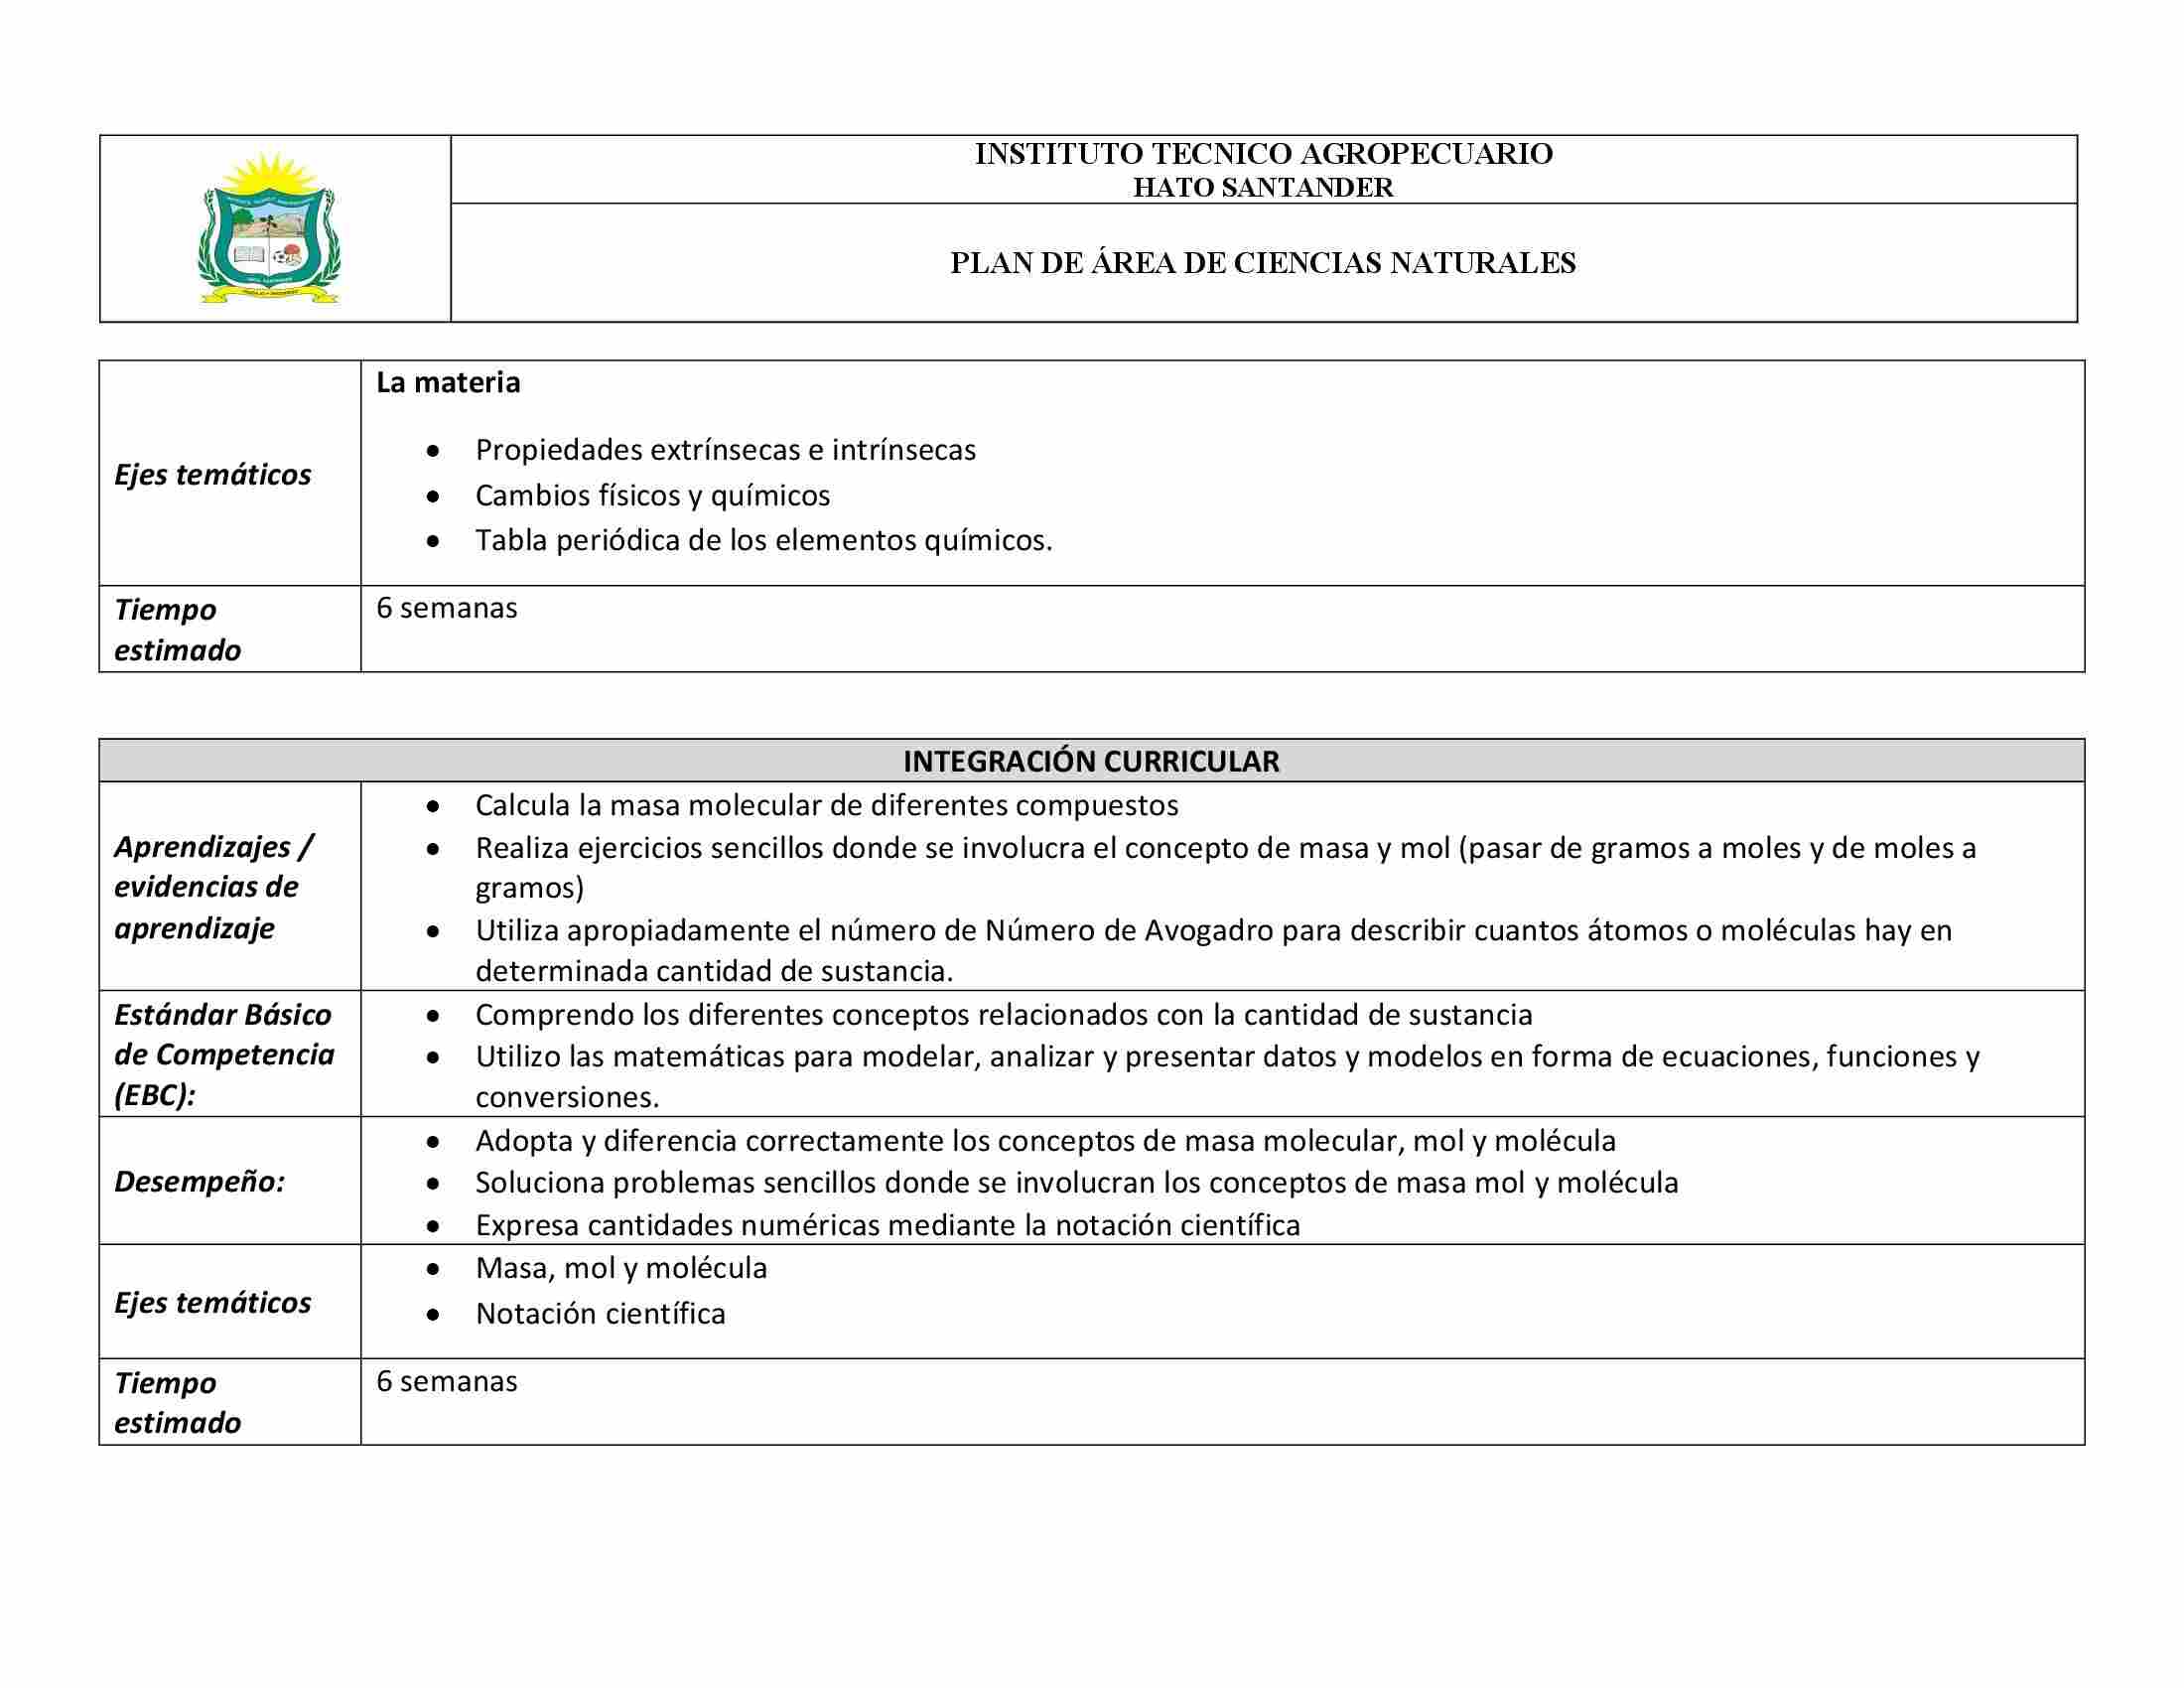 INSTITUTO TECNICO AGROPECUARIO
HATO SANTANDER
PLAN DE ÁREA DE CIENCIAS NATURALES
Ejes temáticos
La materia
• Propiedades extrínsecas e intrínsecas
• Cambios físicos y químicos
• Tabla periódica de los elementos químicos.
Tiempo
estimado
6 semanas
INTEGRACIÓN CURRICULAR
Aprendizajes /
evidencias de
aprendizaje
• Calcula la masa molecular de diferentes compuestos
• Realiza ejercicios sencillos donde se involucra el concepto de masa y mol (pasar de gramos a moles y de moles a
gramos)
• Utiliza apropiadamente el número de Número de Avogadro para describir cuantos átomos o moléculas hay en
determinada cantidad de sustancia.
Estándar Básico
de Competencia
(EBC):
• Comprendo los diferentes conceptos relacionados con la cantidad de sustancia
• Utilizo las matemáticas para modelar, analizar y presentar datos y modelos en forma de ecuaciones, funciones y
conversiones.
Desempeño:
• Adopta y diferencia correctamente los conceptos de masa molecular, mol y molécula
• Soluciona problemas sencillos donde se involucran los conceptos de masa mol y molécula
• Expresa cantidades numéricas mediante la notación científica
Ejes temáticos
• Masa, mol y molécula
• Notación científica
Tiempo
estimado
6 semanas